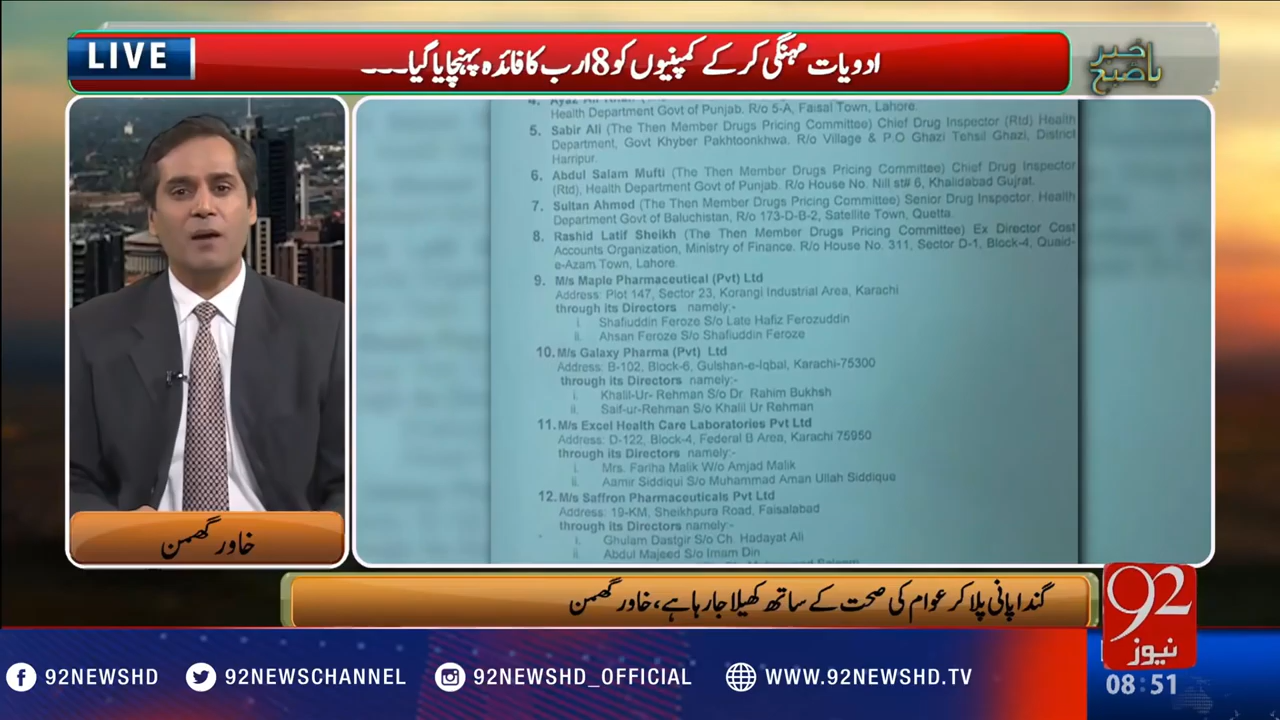 LIVE
ادویات مہنگی کر کے کمپنیوں کو 8 ارب کا فائدہ پہنچایا گیا۔۔۔
خبر
باصبح
Health Department Govt of Punjab. R/o 5-A, Faisal Town, Lahore.
5. Sabir Ali (The Then Member Drugs Pricing Committee) Chief Drug Inspector (Rtd) Health
Department, Govt Khyber Pakhtoonkhwa. R/o Village & P.O Ghazi Tehsil Ghazi, District
Harripur.
6. Abdul Salam Mufti (The Then Member Drugs Pricing Committee) Chief Drug Inspector
(Rtd), Health Department Govt of Punjab. R/o House No. Nill st# 6, Khalidabad Gujrat.
7. Sultan Ahmed (The Then Member Drugs Pricing Committee) Senior Drug Inspector, Health
Department Govt of Baluchistan, R/o 173-D-B-2, Satellite Town, Quetta.
8. Rashid Latif Sheikh (The Then Member Drugs Pricing Committee) Ex Director Cost
Accounts Organization, Ministry of Finance. R/o House No. 311, Sector D-1, Block-4, Quaid-
e-Azam Town, Lahore.
9. M/s Maple Pharmaceutical (Pvt) Ltd
Address: Plot 147, Sector 23, Korangi Industrial Area, Karachi
through its Directors namely:-
i. Shafiuddin Feroze S/o Late Hafiz Ferozuddin
ii. Ahsan Feroze S/o Shafiuddin Feroze
10. M/s Galaxy Pharma (Pvt) Ltd
Address: B-102, Block-6, Gulshan-e-Iqbal, Karachi-75300
through its Directors namely:-
i. Khalil-Ur- Rehman S/o Dr. Rahim Bukhsh
ii. Saif-ur-Rehman S/o Khalil Ur Rehman
11. M/s Excel Health Care Laboratories Pvt Ltd
Address: D-122, Block-4, Federal B Area, Karachi 75950
through its Directors namely:-
i. Mrs. Fariha Malik W/o Amjad Malik
ii. Aamir Siddiqui S/o Muhammad Aman Ullah Siddique
12. M/s Saffron Pharmaceuticals Pvt Ltd
Address: 19-KM, Sheikhpura Road, Faisalabad
through its Directors namely:-
i. Ghulam Dastgir S/o Ch. Hadayat Ali
ii. Abdul Majeed S/o Imam Din
خاور گھمن
گندا پانی پلا کر عوام کی صحت کے ساتھ کھیلا جا رہا ہے، خاور گھمن
92
نیوز
92NEWSHD 92NEWSCHANNEL 92NEWSHD_OFFICIAL WWW.92NEWSHD.TV
08:51